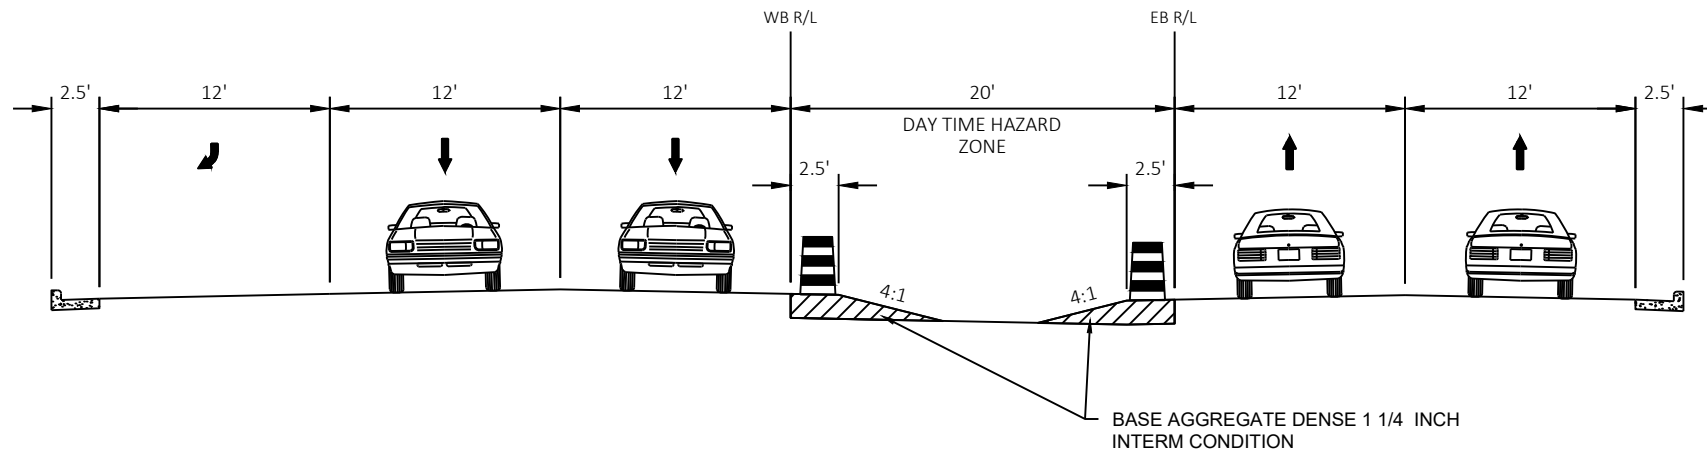 WB R/L
EB R/L
2.5'
12'
12'
12'
20'
12'
12'
2.5'
DAY TIME HAZARD
ZONE
2.5'
2.5'
4:1
4:1
BASE AGGREGATE DENSE 1 1/4 INCH
INTERM CONDITION